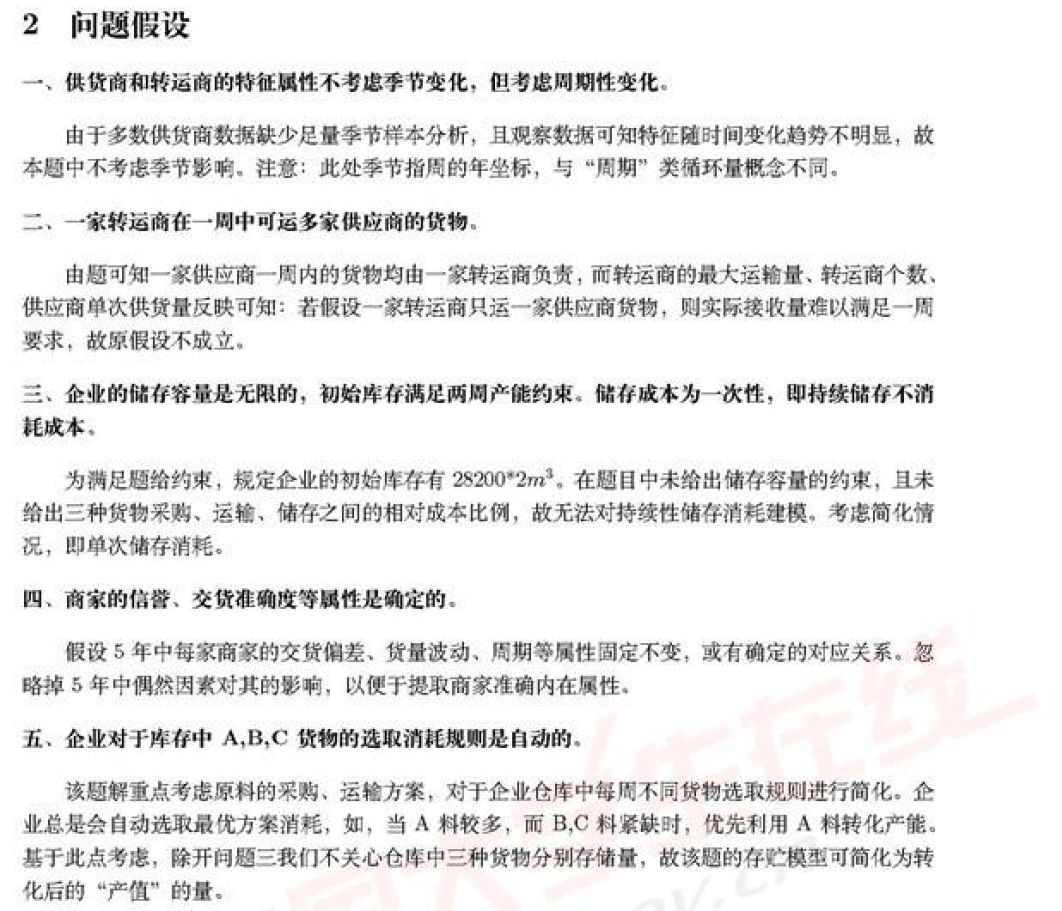 2 问题假设
一、供货商和转运商的特征属性不考虑季节变化，但考虑周期性变化。
由于多数供货商数据缺少足量季节样本分析，且观察数据可知特征随时间变化趋势不明显，故
本题中不考虑季节影响。注意：此处季节指周的年坐标，与“周期”类循环量概念不同。
二、一家转运商在一周中可运多家供应商的货物。
由题可知一家供应商一周内的货物均由一家转运商负责，而转运商的最大运输量、转运商个数、
供应商单次供货量反映可知：若假设一家转运商只运一家供应商货物，则实际接收量难以满足一周
要求，故原假设不成立。
三、企业的储存容量是无限的，初始库存满足两周产能约束。储存成本为一次性，即持续储存不消
耗成本。
为满足题给约束，规定企业的初始库存有 28200*2m³。在题目中未给出储存容量的约束，且未
给出三种货物采购、运输、储存之间的相对成本比例，故无法对持续性储存消耗建模。考虑简化情
况，即单次储存消耗。
四、商家的信誉、交货准确度等属性是确定的。
假设 5 年中每家商家的交货偏差、货量波动、周期等属性固定不变，或有确定的对应关系。忽
略掉 5 年中偶然因素对其的影响，以便于提取商家准确内在属性。
五、企业对于库存中 A,B,C 货物的选取消耗规则是自动的。
该题解重点考虑原料的采购、运输方案，对于企业仓库中每周不同货物选取规则进行简化。企
业总是会自动选取最优方案消耗，如，当 A 料较多，而 B,C 料紧缺时，优先利用 A 料转化产能。
基于此点考虑，除开问题三我们不关心仓库中三种货物分别存储量，故该题的存贮模型可简化为转
化后的“产值”的量。